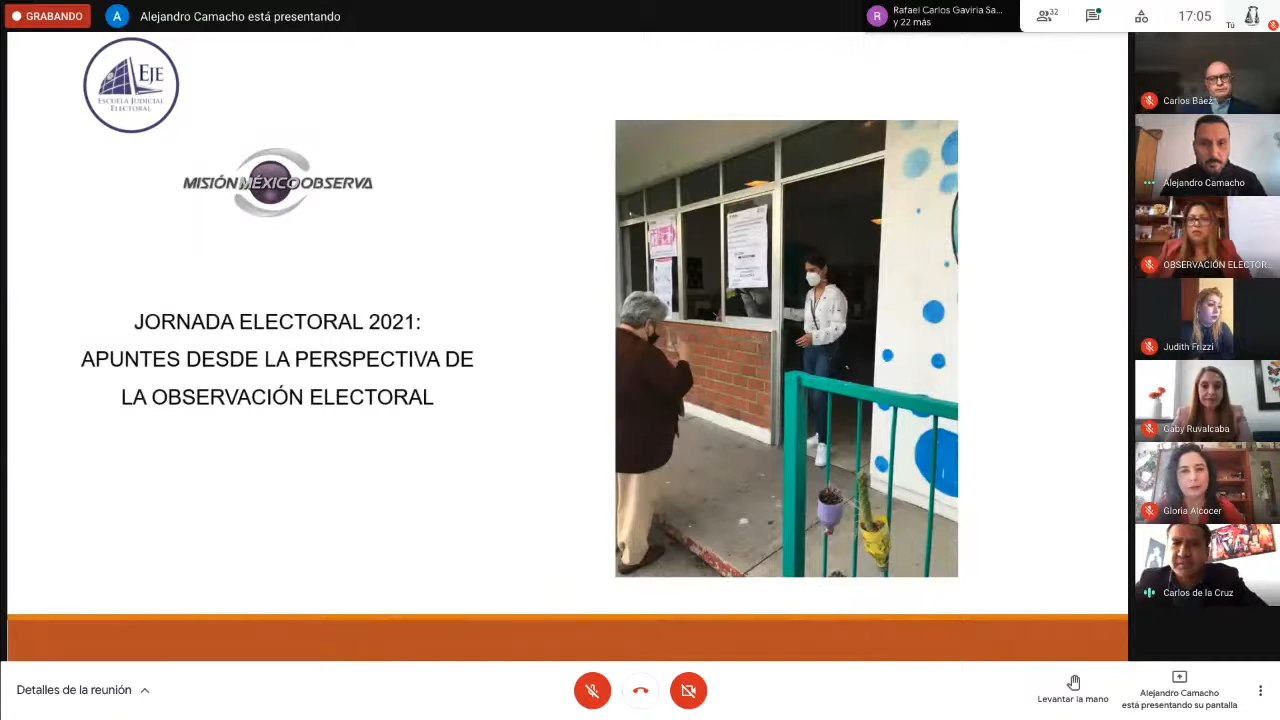 GRABANDO
A
Alejandro Camacho está presentando
R
Rafael Carlos Gaviria Sa...
y 22 más
32
17:05
Tú
EJE
ESCUELA JUDICIAL
ELECTORAL
MISIÓN MÉXICO OBSERVA
JORNADA ELECTORAL 2021:
APUNTES DESDE LA PERSPECTIVA DE
LA OBSERVACIÓN ELECTORAL
Carlos Báez
Alejandro Camacho
OBSERVACIÓN ELECTOR...
Judith Frizzi
Gaby Ruvalcaba
Gloria Alcocer
Carlos de la Cruz
Detalles de la reunión
Levantar la mano
Alejandro Camacho
está presentando su pantalla